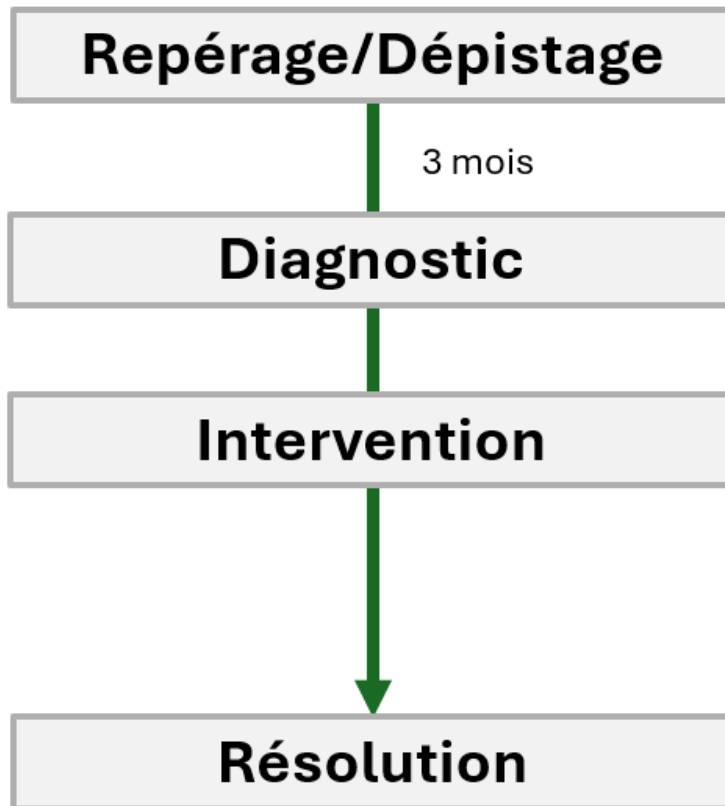 Repérage/Dépistage
3 mois
Diagnostic
Intervention
Résolution